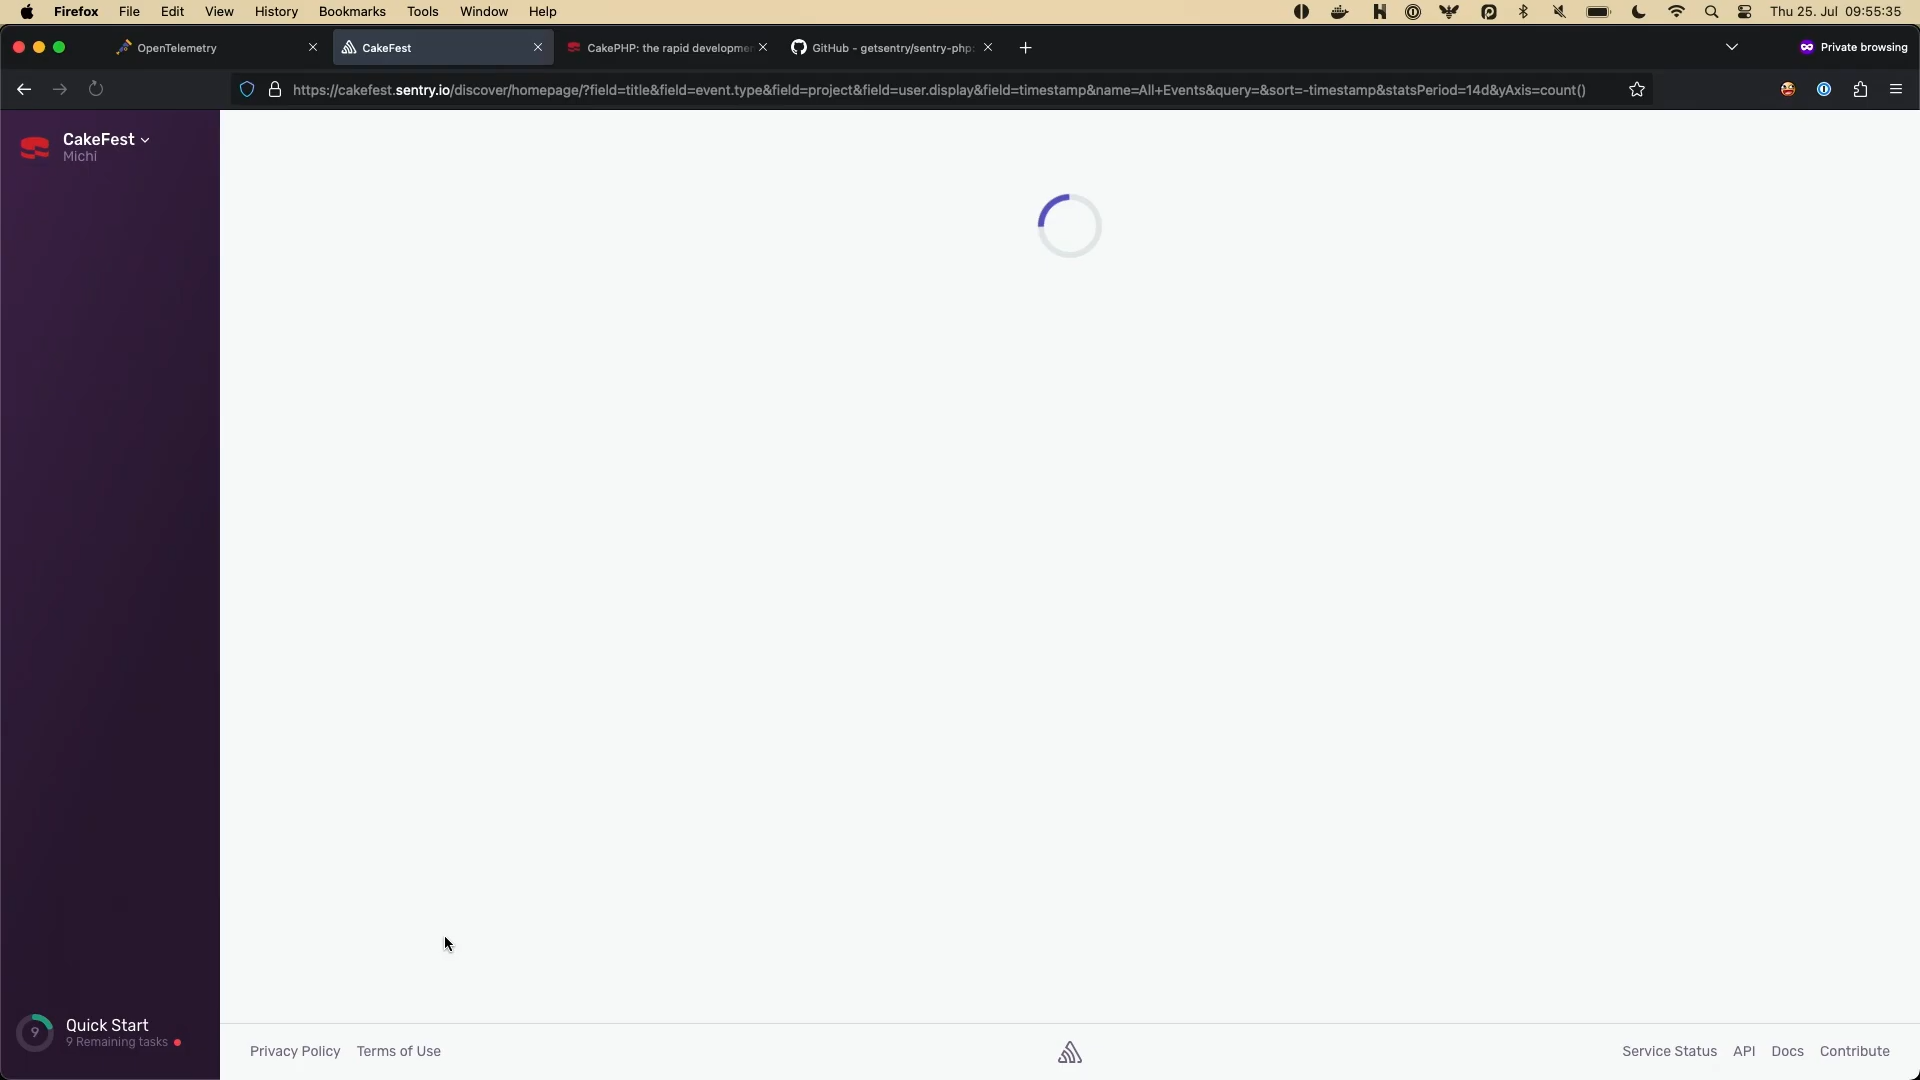 Firefox File Edit View History Bookmarks Tools Window Help Thu 25. Jul 09:55:35
OpenTelemetry CakeFest CakePHP: the rapid developme GitHub - getsentry/sentry-php: Private browsing
https://cakefest.sentry.io/discover/homepage/?field=title&field=event.type&field=project&field=user.display&field=timestamp&name=All+Events&query=&sort=-timestamp&statsPeriod=14d&yAxis=count()
CakeFest
Michi
9
Quick Start
9 Remaining tasks
Privacy Policy Terms of Use Service Status API Docs Contribute